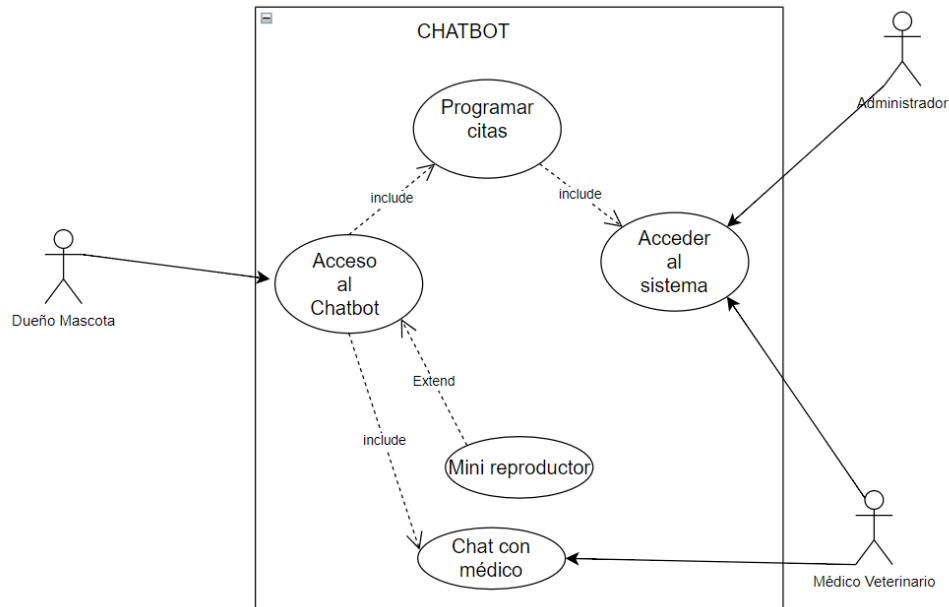 CHATBOT
Programar
citas
Administrador
include
include
Acceso
al
Chatbot
Acceder
al
sistema
Dueño Mascota
Extend
include
Mini reproductor
Chat con
médico
Médico Veterinario